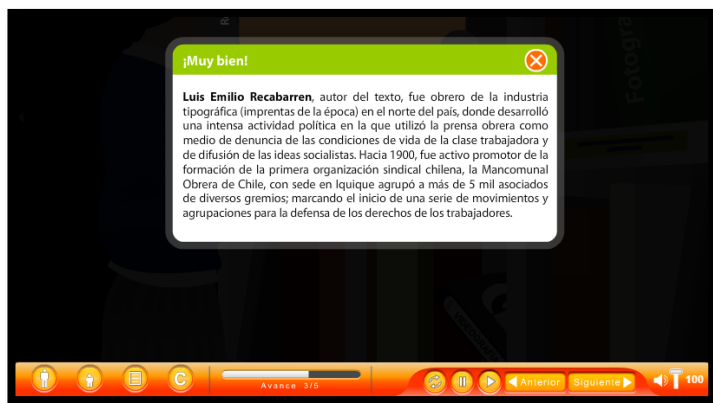 ¡Muy bien!
Luis Emilio Recabarren, autor del texto, fue obrero de la industria
tipográfica (imprentas de la época) en el norte del país, donde desarrolló
una intensa actividad política en la que utilizó la prensa obrera como
medio de denuncia de las condiciones de vida de la clase trabajadora y
de difusión de las ideas socialistas. Hacia 1900, fue activo promotor de la
formación de la primera organización sindical chilena, la Mancomunal
Obrera de Chile, con sede en Iquique agrupó a más de 5 mil asociados
de diversos gremios; marcando el inicio de una serie de movimientos y
agrupaciones para la defensa de los derechos de los trabajadores.
C
Avance 3/5
Anterior
Siguiente
100